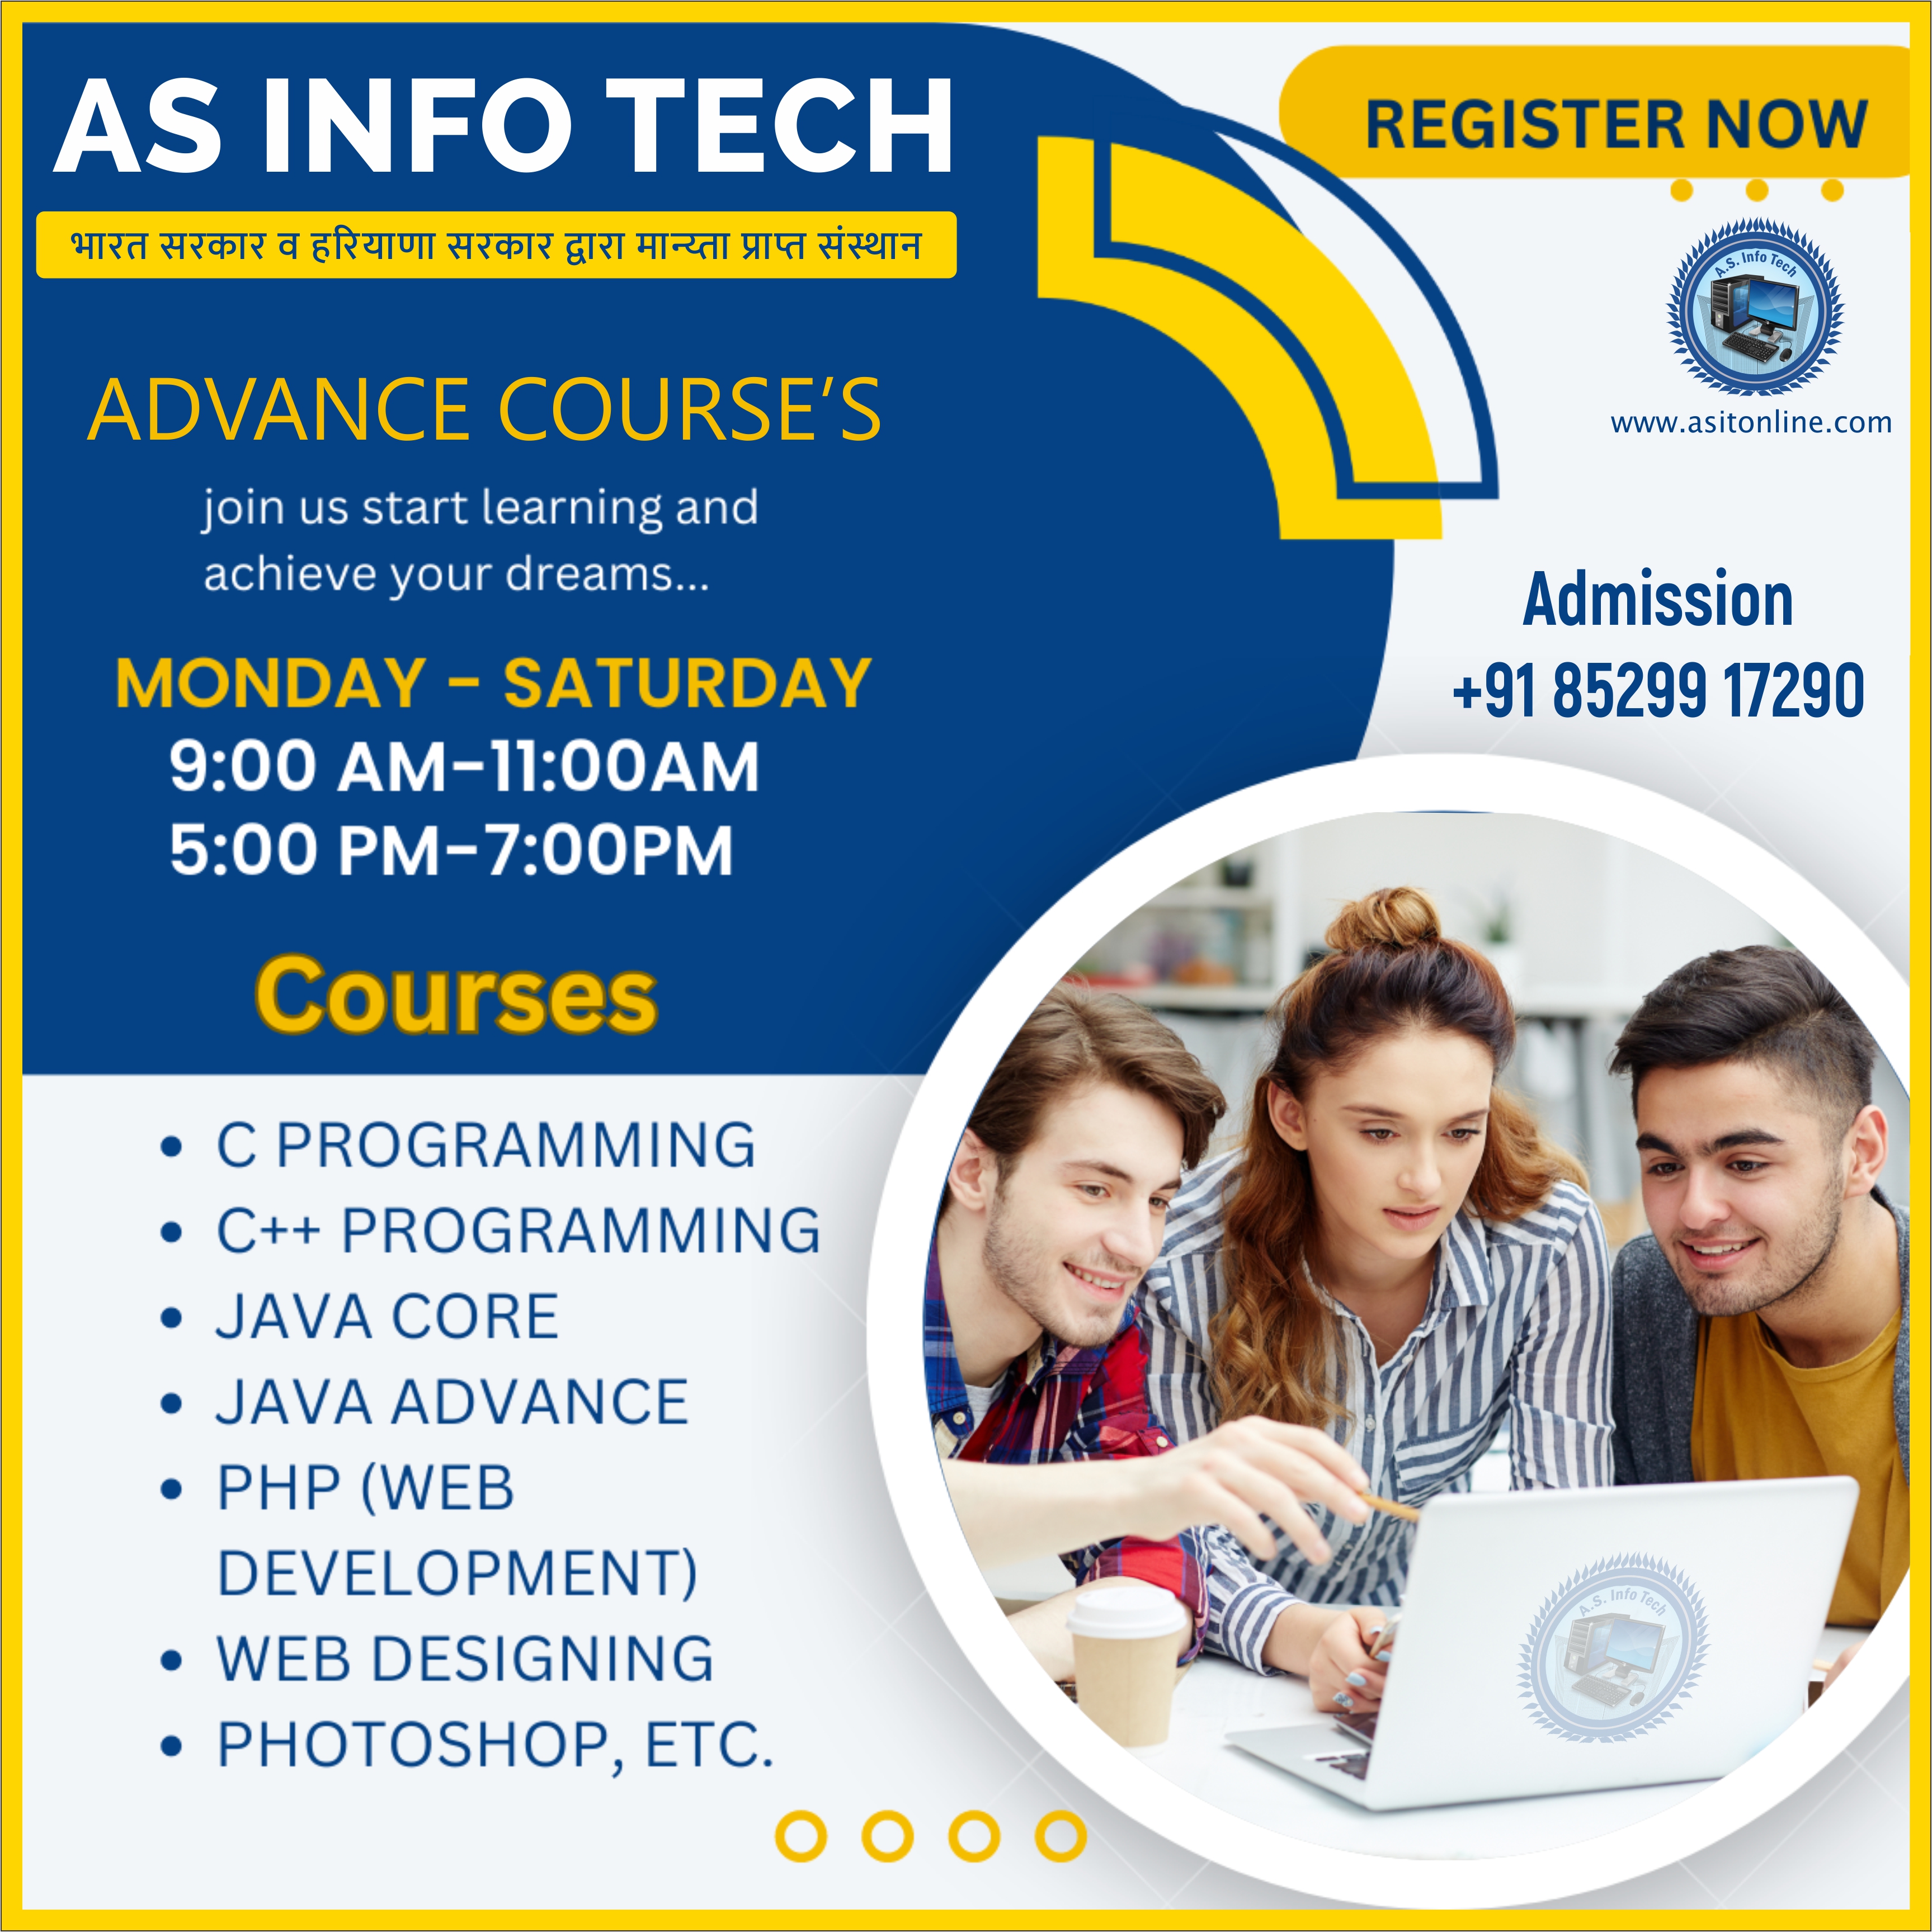 AS INFO TECH
भारत सरकार व हरियाणा सरकार द्वारा मान्य्ता प्राप्त संस्थान
REGISTER NOW
A.S. Info Tech
www.asitonline.com
ADVANCE COURSE'S
join us start learning and
achieve your dreams...
MONDAY - SATURDAY
9:00 AM-11:00AM
5:00 PM-7:00PM
Admission
+91 85299 17290
Courses
• C PROGRAMMING
• C++ PROGRAMMING
• JAVA CORE
• JAVA ADVANCE
• PHP (WEB
DEVELOPMENT)
• WEB DESIGNING
• PHOTOSHOP, ETC.
A.S. Info Tech